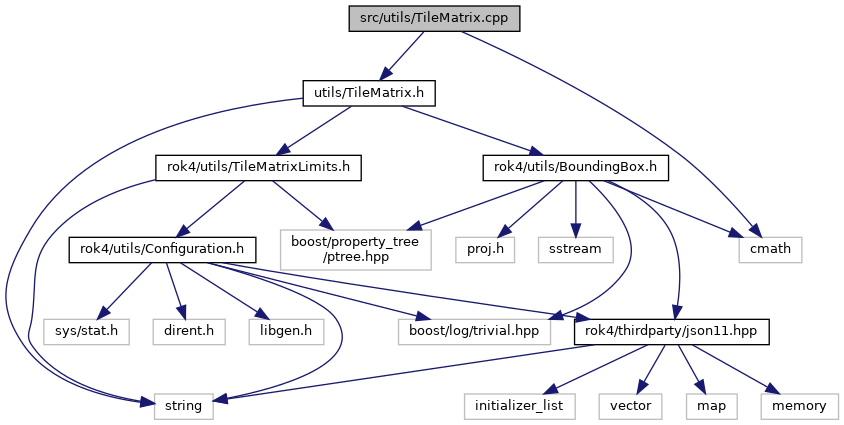 src/utils/TileMatrix.cpp
utils/TileMatrix.h
rok4/utils/TileMatrixLimits.h
rok4/utils/BoundingBox.h
rok4/utils/Configuration.h
boost/property_tree
/ptree.hpp
proj.h
sstream
cmath
sys/stat.h
dirent.h
libgen.h
boost/log/trivial.hpp
rok4/thirdparty/json11.hpp
string
initializer_list
vector
map
memory